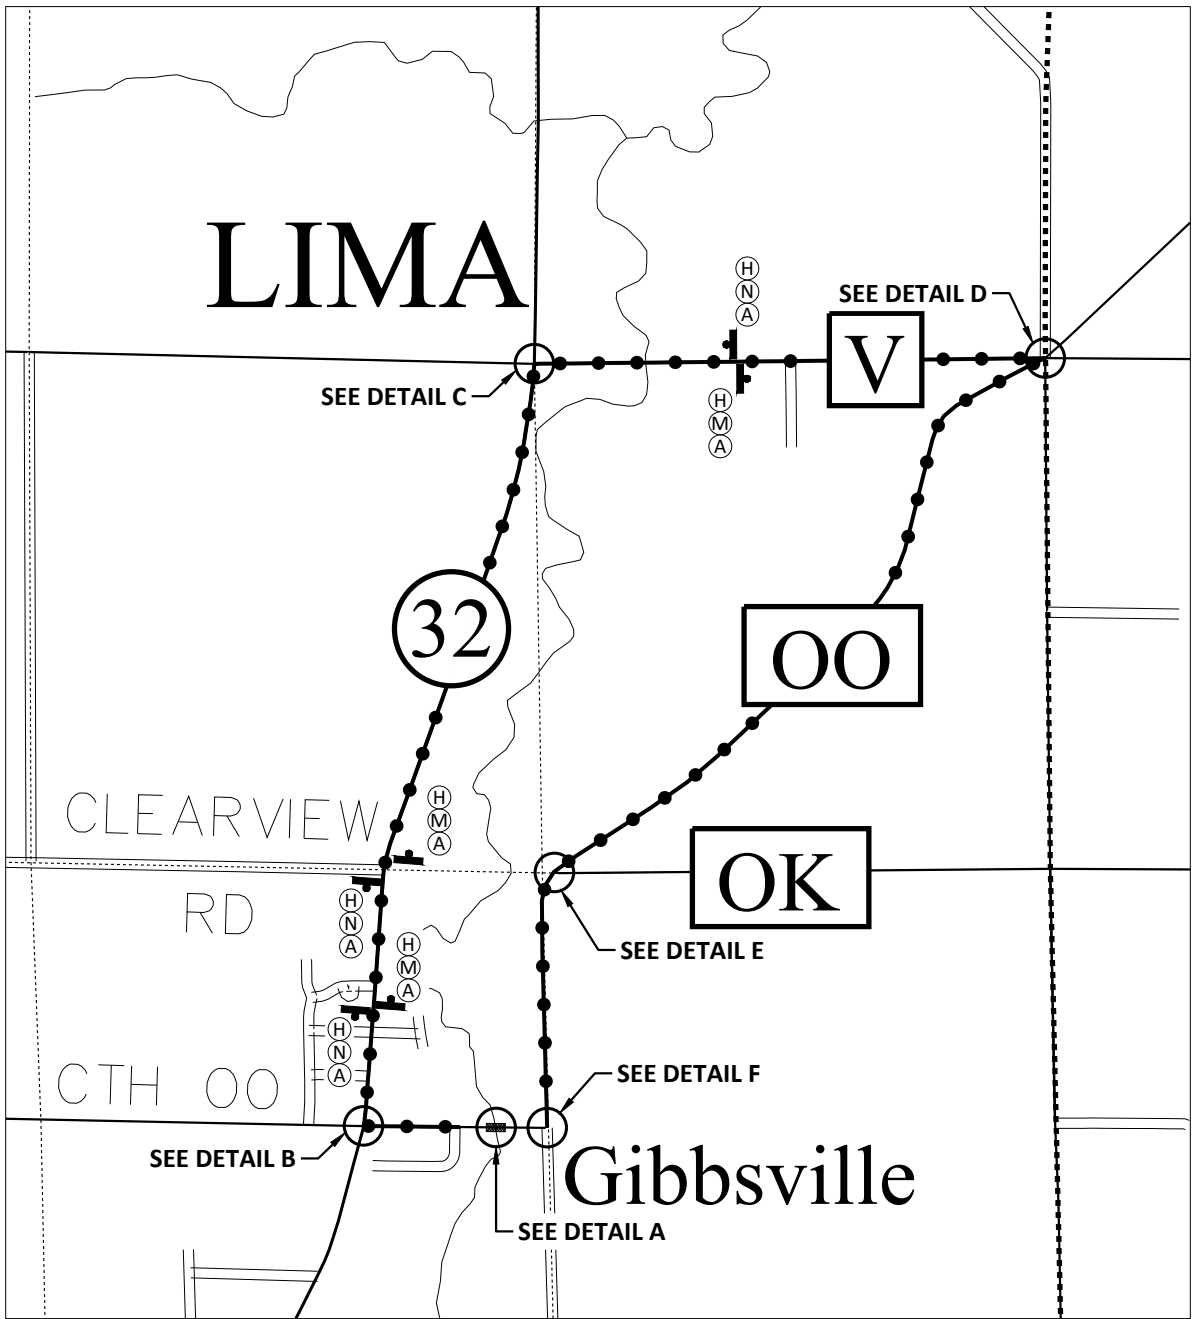 LIMA
H
N
A
SEE DETAIL D
V
SEE DETAIL C
H
M
A
32
OO
CLEARVIEW
H
M
A
OK
RD
H
N
A
H
M
A
SEE DETAIL E
H
N
A
CTH OO
SEE DETAIL F
SEE DETAIL B
Gibbsville
SEE DETAIL A